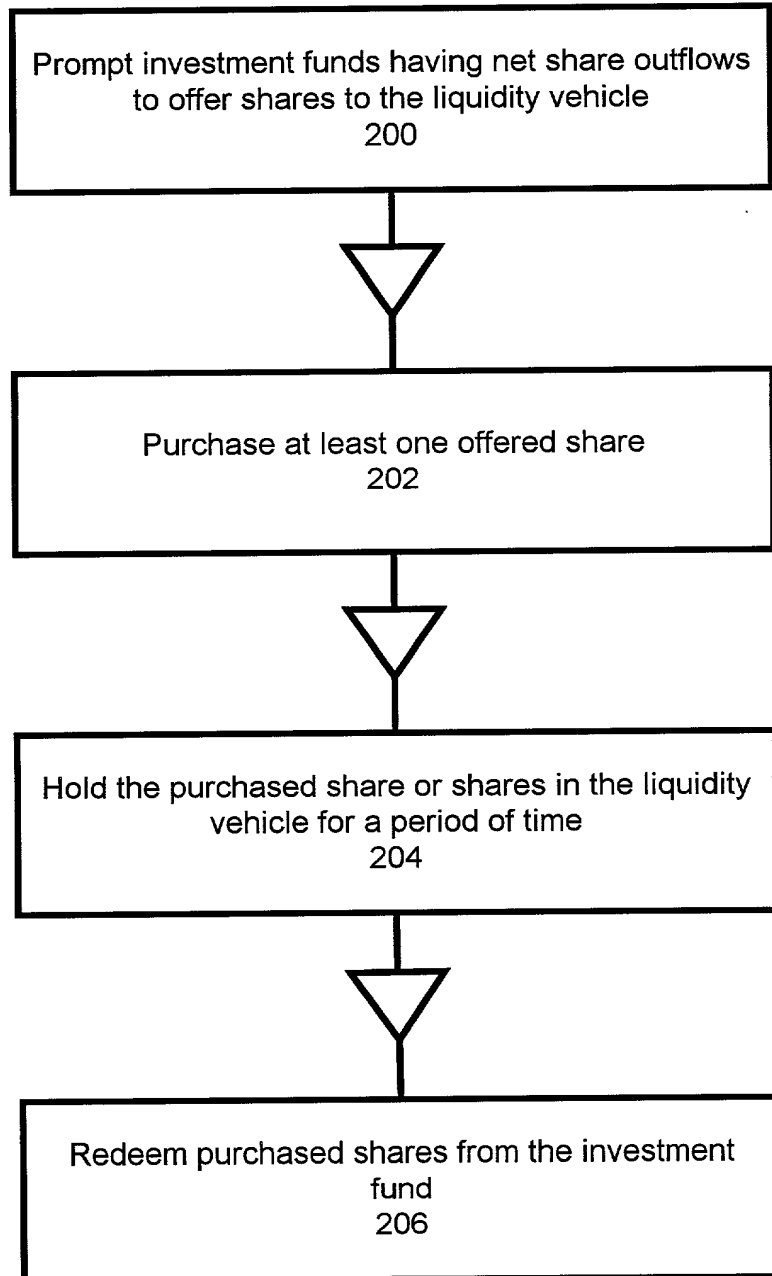 Prompt investment funds having net share outflows
to offer shares to the liquidity vehicle
200
Purchase at least one offered share
202
Hold the purchased share or shares in the liquidity
vehicle for a period of time
204
Redeem purchased shares from the investment
fund
206